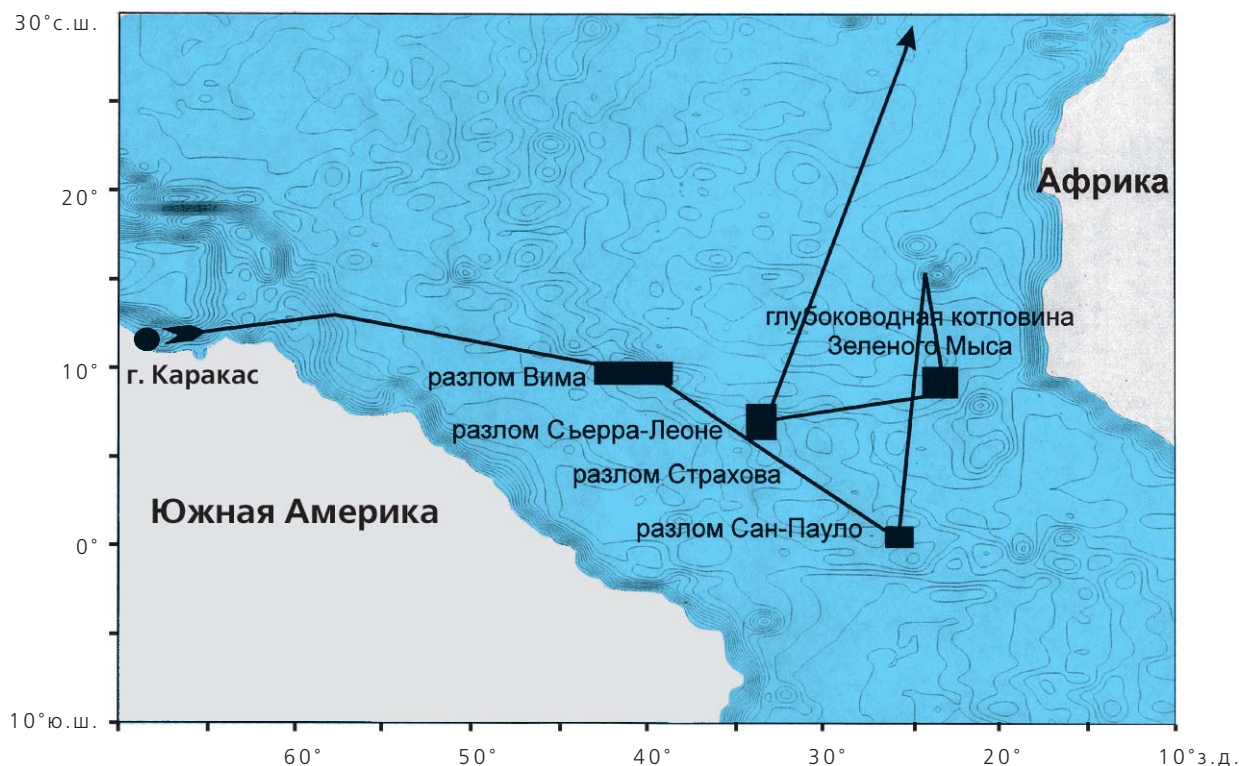 30°с.ш.
Африка
20°
глубоководная котловина
Зеленого Мыса
10°
г. Каракас
разлом Вима
разлом Сьерра-Леоне
разлом Страхова
Южная Америка
разлом Сан-Пауло
0°
10°ю.ш.
60°
50°
40°
30°
20°
10°з.д.